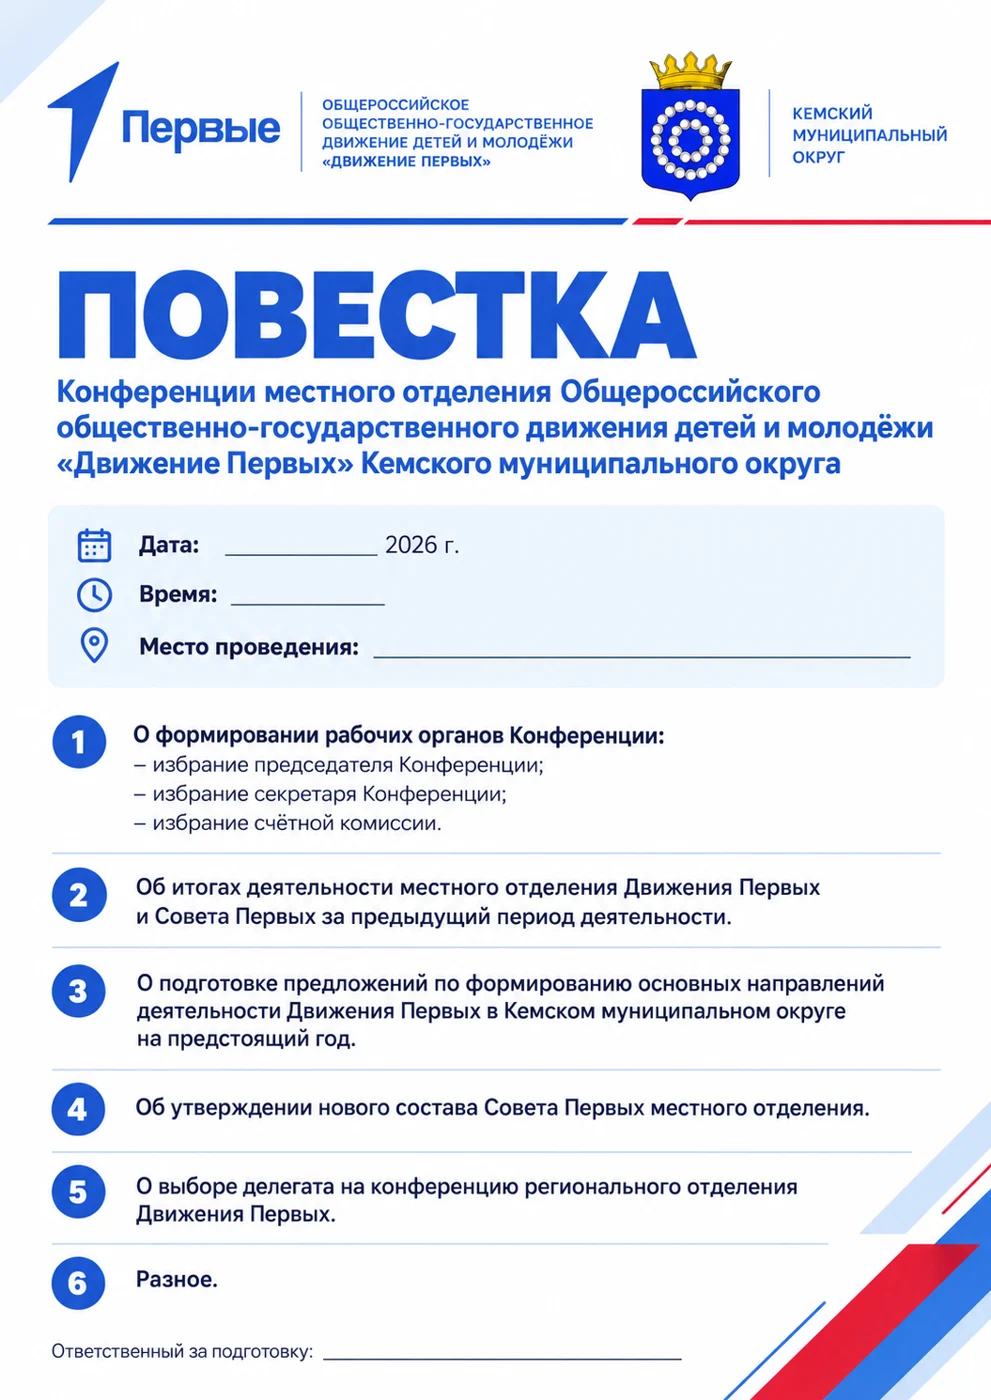 Первые
ОБЩЕРОССИЙСКОЕ
ОБЩЕСТВЕННО-ГОСУДАРСТВЕННОЕ
ДВИЖЕНИЕ ДЕТЕЙ И МОЛОДЁЖИ
«ДВИЖЕНИЕ ПЕРВЫХ»
КЕМСКИЙ
МУНИЦИПАЛЬНЫЙ
ОКРУГ
ПОВЕСТКА
Конференции местного отделения Общероссийского
общественно-государственного движения детей и молодёжи
«Движение Первых» Кемского муниципального округа
Дата: ____________ 2026 г.
Время: ____________
Место проведения: ____________
1
О формировании рабочих органов Конференции:
– избрание председателя Конференции;
– избрание секретаря Конференции;
– избрание счётной комиссии.
2
Об итогах деятельности местного отделения Движения Первых
и Совета Первых за предыдущий период деятельности.
3
О подготовке предложений по формированию основных направлений
деятельности Движения Первых в Кемском муниципальном округе
на предстоящий год.
4
Об утверждении нового состава Совета Первых местного отделения.
5
О выборе делегата на конференцию регионального отделения
Движения Первых.
6
Разное.
Ответственный за подготовку: ____________